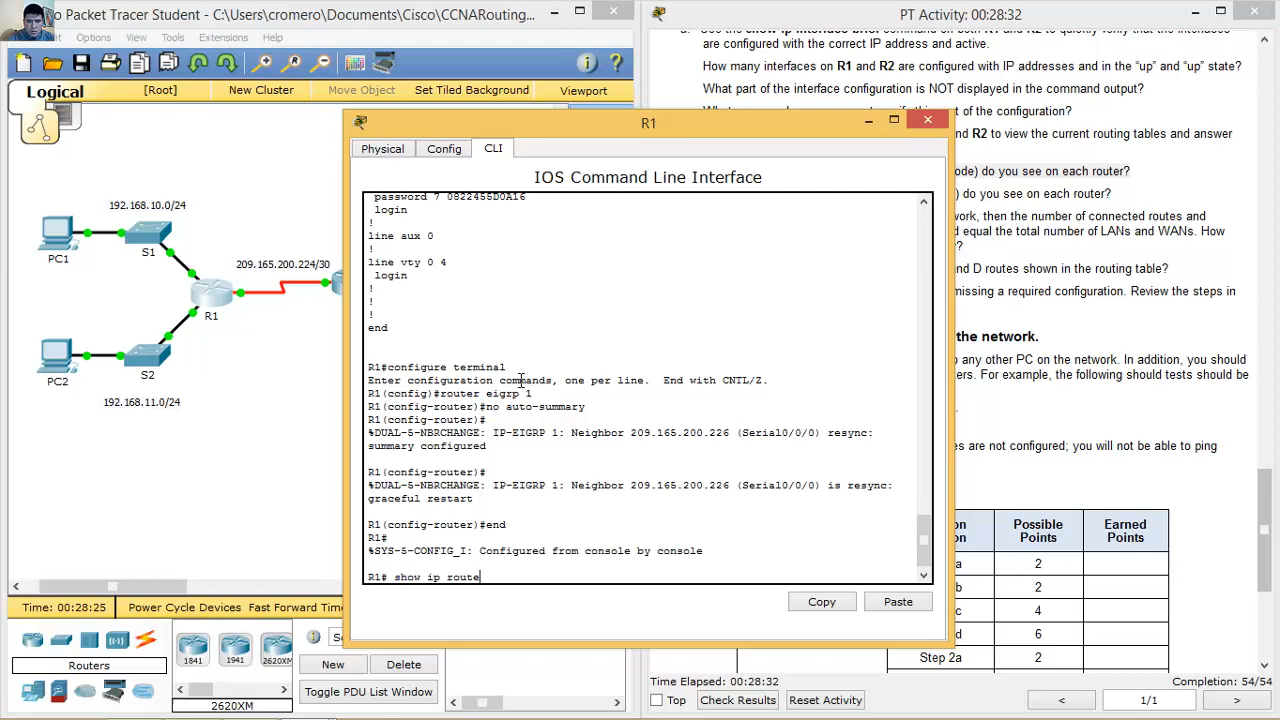 o Packet Tracer Student - C:\Users\cromero\Documents\Cisco\CCNARouting...
Edit Options View Tools Extensions Help
Logical
[Root]
New Cluster
Move Object
Set Tiled Background
Viewport
192.168.10.0/24
PC1
S1
209.165.200.224/30
R1
PC2
S2
192.168.11.0/24
Time: 00:28:25
Power Cycle Devices Fast Forward Time
Routers
1841
1941
2620XM
2620XM
New
Delete
Toggle PDU List Window
R1
Physical
Config
CLI
IOS Command Line Interface
password 7 0822455D0A16
login
!
line aux 0
!
line vty 0 4
login
!
!
!
end
R1#configure terminal
Enter configuration commands, one per line. End with CNTL/Z.
R1(config)#router eigrp 1
R1(config-router)#no auto-summary
R1(config-router)#
%DUAL-5-NBRCHANGE: IP-EIGRP 1: Neighbor 209.165.200.226 (Serial0/0/0) resync:
summary configured
R1(config-router)#
%DUAL-5-NBRCHANGE: IP-EIGRP 1: Neighbor 209.165.200.226 (Serial0/0/0) is resync:
graceful restart
R1(config-router)#end
R1#
%SYS-5-CONFIG_I: Configured from console by console
R1# show ip route
Copy
Paste
PT Activity: 00:28:32
are configured with the correct IP address and active.
How many interfaces on R1 and R2 are configured with IP addresses and in the "up" and "up" state?
What part of the interface configuration is NOT displayed in the command output?
t of the configuration?
nd R2 to view the current routing tables and answer
ode) do you see on each router?
) do you see on each router?
work, then the number of connected routes and
d equal the total number of LANs and WANs. How
?
nd D routes shown in the routing table?
missing a required configuration. Review the steps in
the network.
o any other PC on the network. In addition, you should
ters. For example, the following should tests be
es are not configured; you will not be able to ping
on
on
Possible
Points
Earned
Points
a
2
b
2
c
4
d
6
Step 2a
2
Time: 00:28:32
Completion: 54/54
Top
Check Results
Reset Activity
<
1/1
>